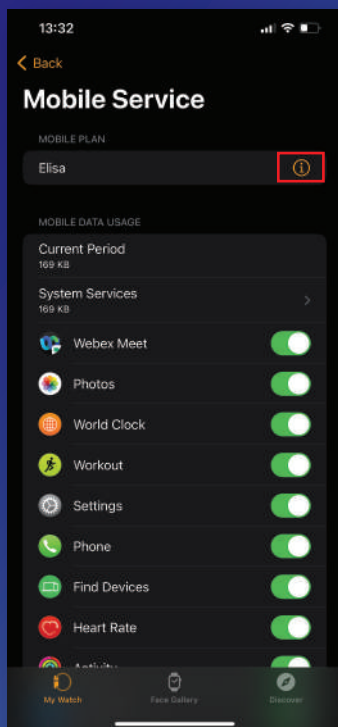 13:32
Back
Mobile Service
MOBILE PLAN
Elisa
MOBILE DATA USAGE
Current Period
169 KB
System Services
169 KB
Webex Meet
Photos
World Clock
Workout
Settings
Phone
Find Devices
Heart Rate
Activity
My Watch Face Gallery Discover